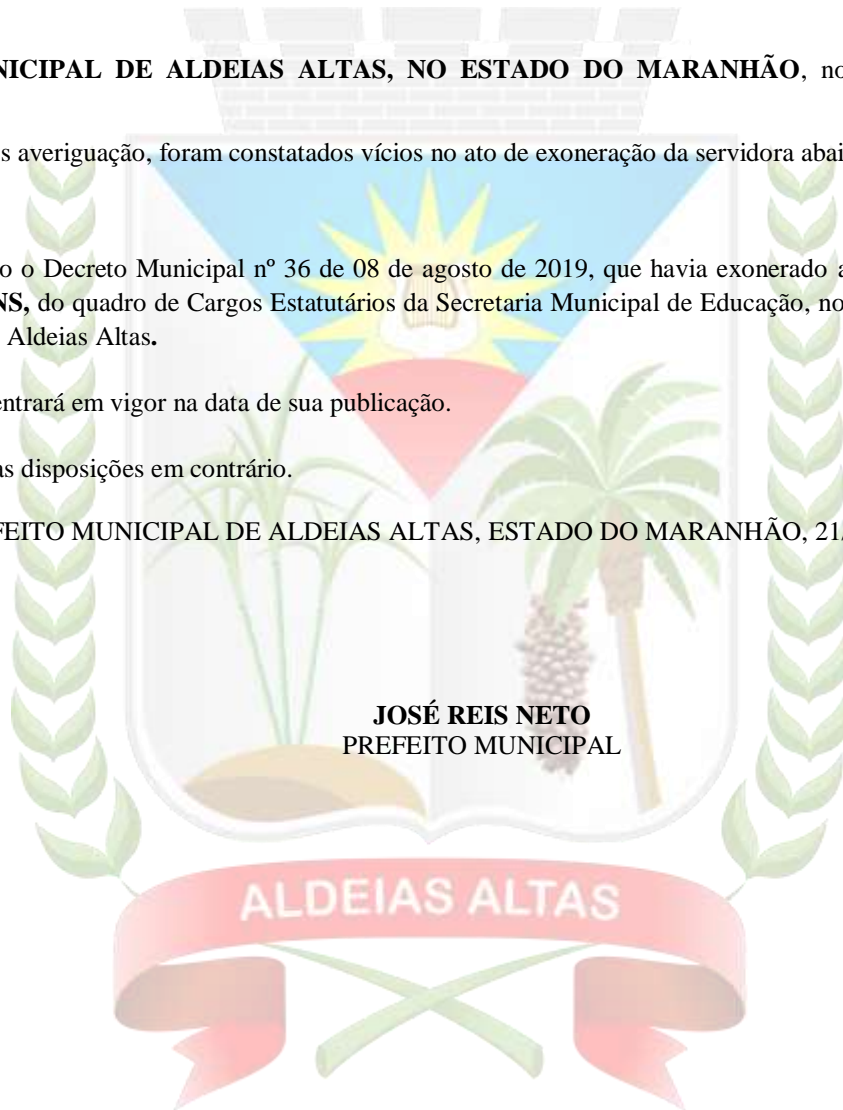 NICIPAL DE ALDEIAS ALTAS, NO ESTADO DO MARANHÃO, no
s averiguação, foram constatados vícios no ato de exoneração da servidora abai
o o Decreto Municipal nº 36 de 08 de agosto de 2019, que havia exonerado a
NS, do quadro de Cargos Estatutários da Secretaria Municipal de Educação, no
Aldeias Altas.
entrará em vigor na data de sua publicação.
as disposições em contrário.
FEITO MUNICIPAL DE ALDEIAS ALTAS, ESTADO DO MARANHÃO, 21
JOSÉ REIS NETO
PREFEITO MUNICIPAL
ALDEIAS ALTAS